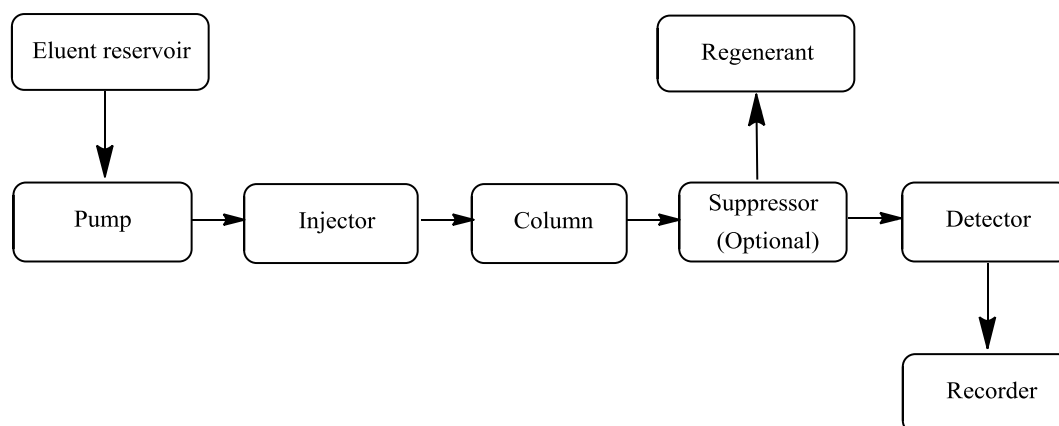 Eluent reservoir
Regenerant
Pump
Injector
Column
Suppressor
(Optional)
Detector
Recorder